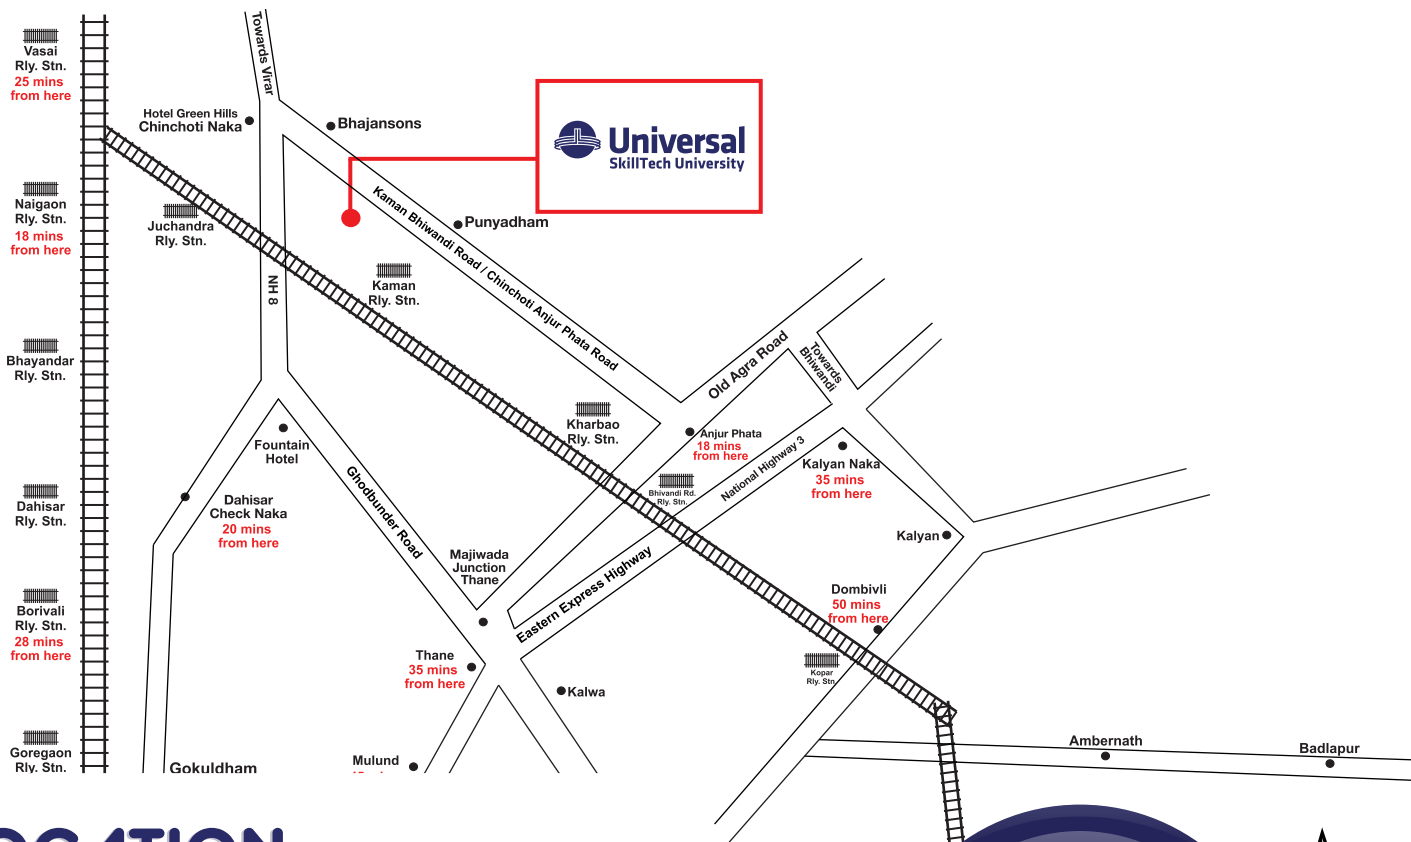 Vasai
Rly. Stn.
25 mins
from here
Naigaon
Rly. Stn.
18 mins
from here
Bhayandar
Rly. Stn.
Dahisar
Rly. Stn.
Borivali
Rly. Stn.
28 mins
from here
Goregaon
Rly. Stn.
Towards Virar
Hotel Green Hills
Chinchoti Naka
Bhajansons
Universal
SkillTech University
Juchandra
Rly. Stn.
NH 8
Kaman Bhiwandi Road / Chinchoti Anjur Phata Road
Punyadham
Kaman
Rly. Stn.
Old Agra Road
Towards
Bhiwandi
Kharbao
Rly. Stn.
Anjur Phata
18 mins
from here
Fountain
Hotel
Ghodbunder Road
National Highway 3
Kalyan Naka
35 mins
from here
Bhivandi Rd.
Rly. Stn.
Dahisar
Check Naka
20 mins
from here
Kalyan
Majiwada
Junction
Thane
Eastern Express Highway
Dombivli
50 mins
from here
Thane
35 mins
from here
Kopar
Rly. Stn.
Kalwa
Ambernath
Badlapur
Mulund
Gokuldham